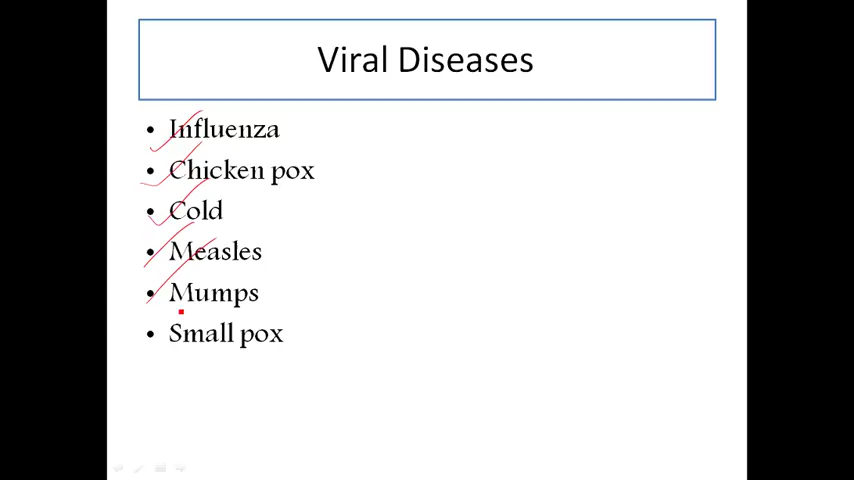 Viral Diseases
• Influenza
• Chicken pox
• Cold
• Measles
• Mumps
• Small pox